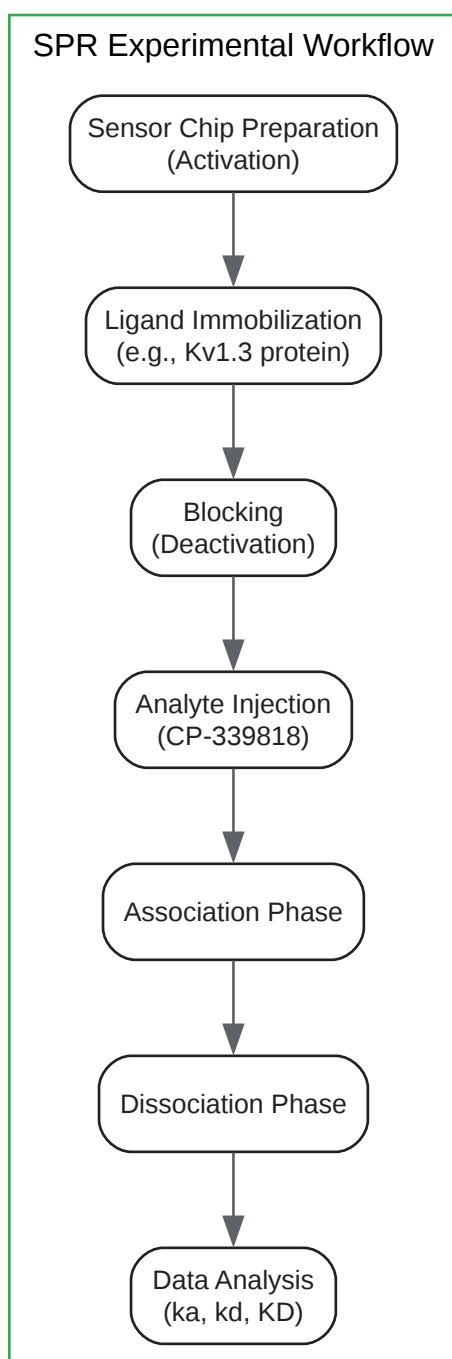 SPR Experimental Workflow
Sensor Chip Preparation
(Activation)
Ligand Immobilization
(e.g., Kv1.3 protein)
Blocking
(Deactivation)
Analyte Injection
(CP-339818)
Association Phase
Dissociation Phase
Data Analysis
(ka, kd, KD)